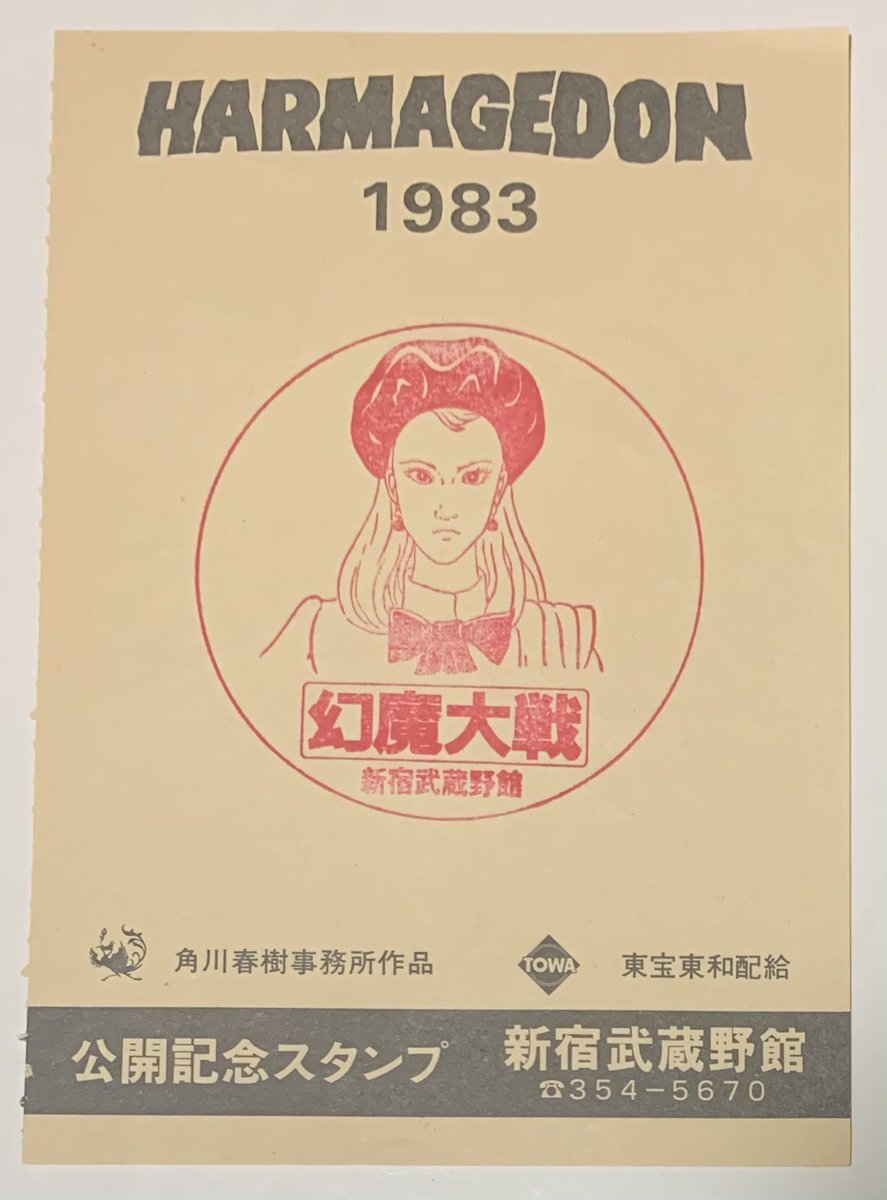 HARMAGEDON
1983
幻魔大戦
新宿武蔵野館
角川春樹事務所作品
TOWA
東宝東和配給
公開記念スタンプ
新宿武蔵野館
☎354-5670